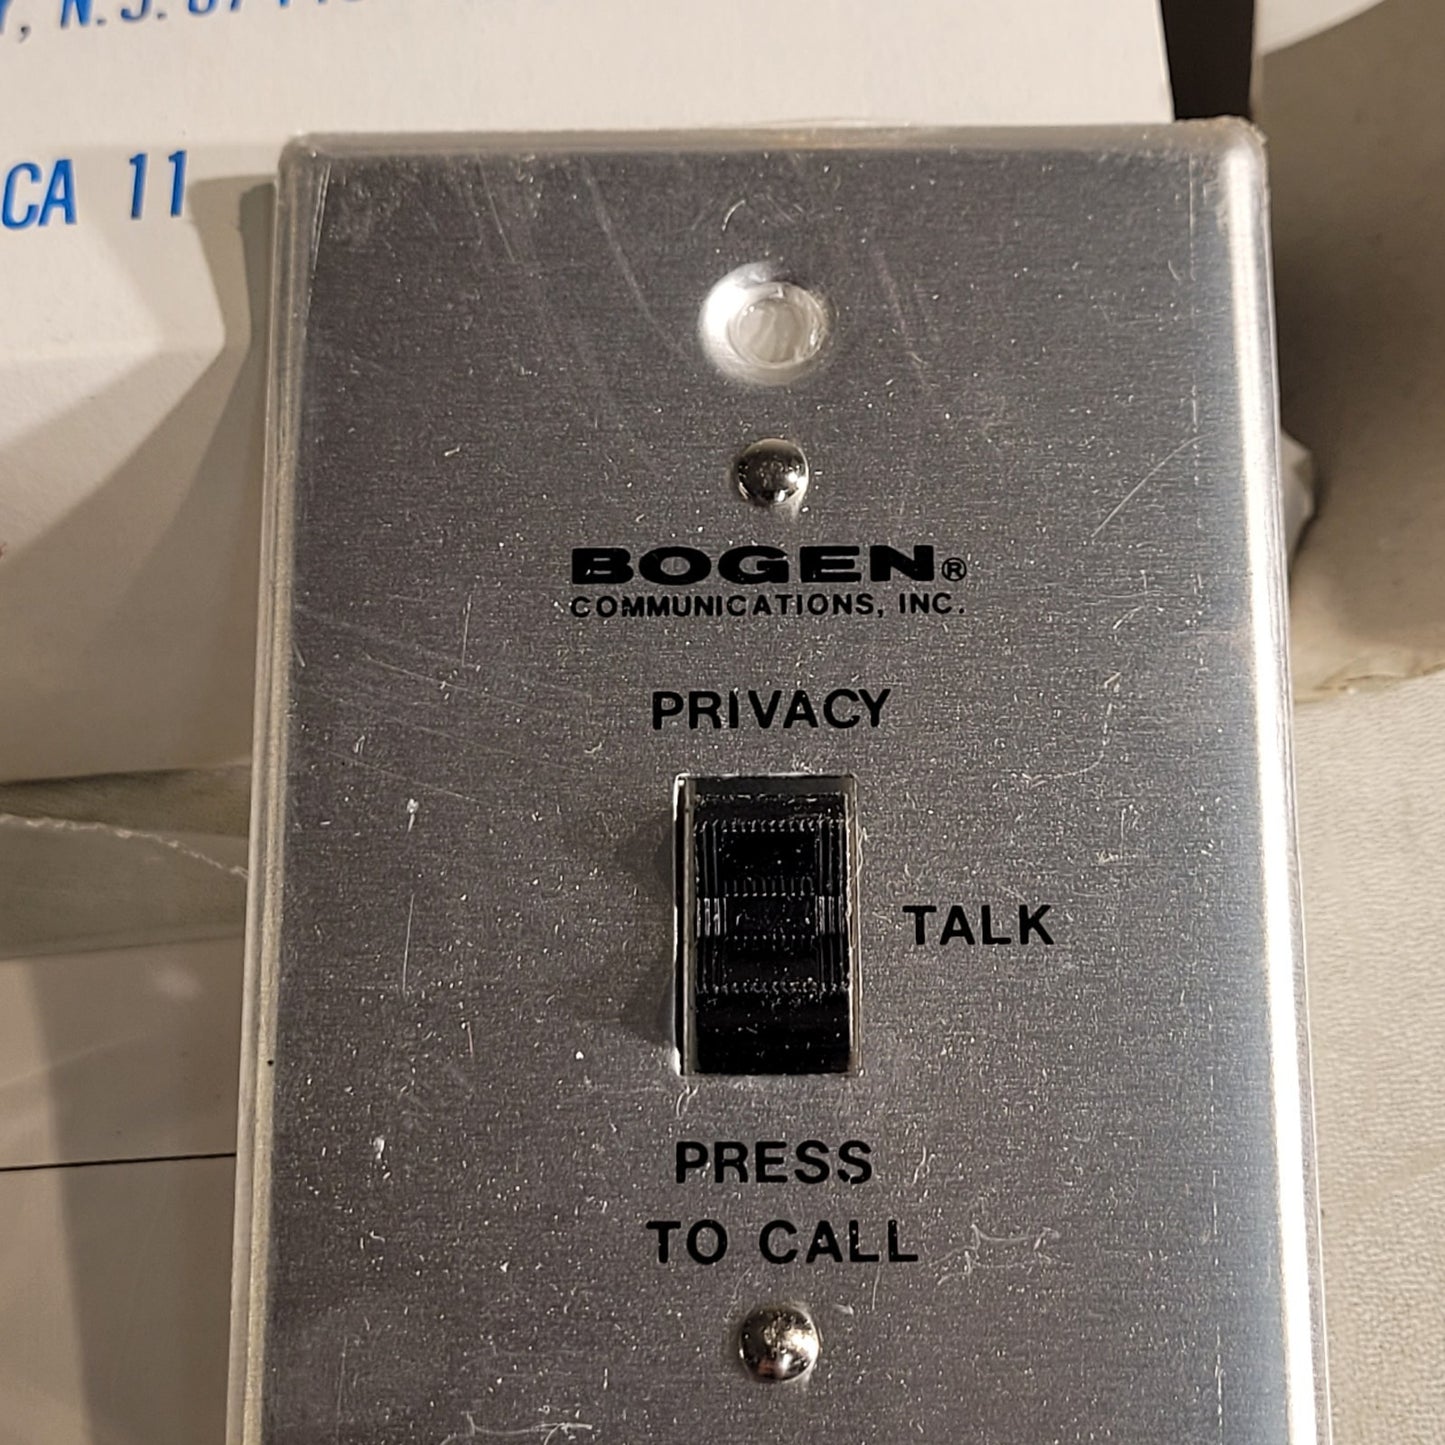 N.J.
CA 11
BOGEN®
COMMUNICATIONS, INC.
PRIVACY
TALK
PRESS
TO CALL